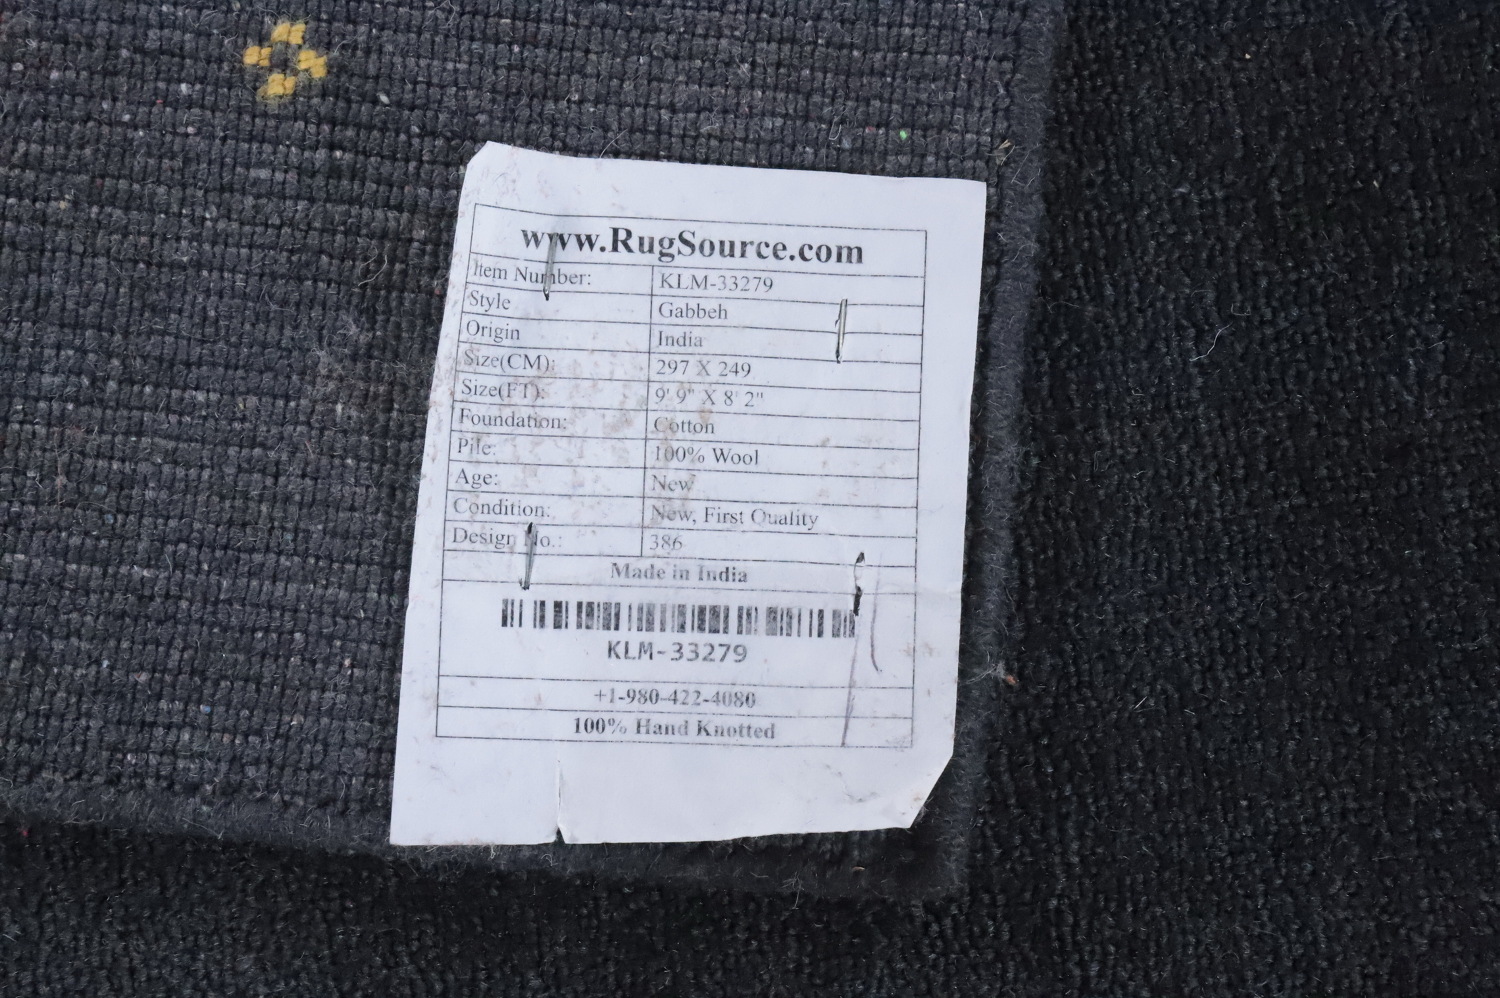 www.RugSource.com
Item Number: KLM-33279
Style Gabbeh
Origin India
Size(CM): 297 X 249
Size(FT): 9' 9" X 8' 2"
Foundation: Cotton
Pile: 100% Wool
Age: New
Condition: New, First Quality
Design No.: 386
Made in India
KLM-33279
+1-980-422-4080
100% Hand Knotted